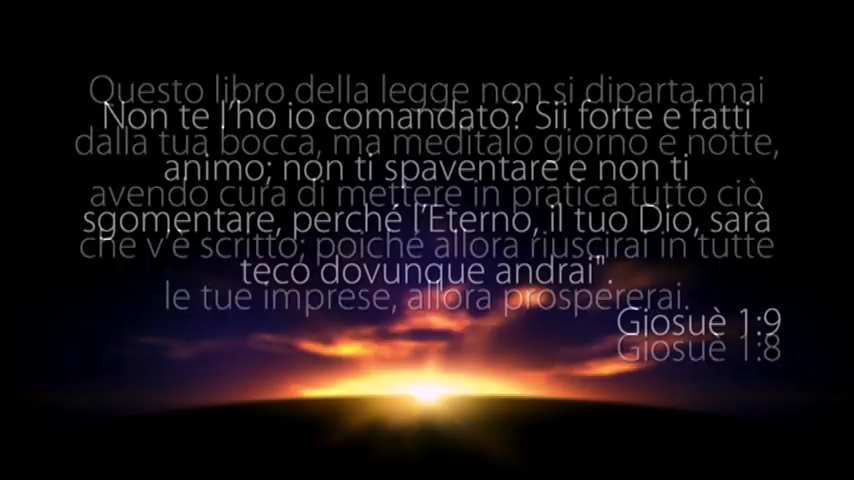 Questo libro della legge non si diparta mai
Non te l'ho io comandato? Sii forte e fatti
dalla tua bocca, ma meditalo giorno e notte,
animo; non ti spaventare e non ti
avendo cura di mettere in pratica tutto ciò
sgomentare, perché l'Eterno, il tuo Dio, sarà
che v'è scritto; poiché allora riuscirai in tutte
teco dovunque andrai".
le tue imprese, allora prospererai.
Giosuè 1:9
Giosuè 1:8